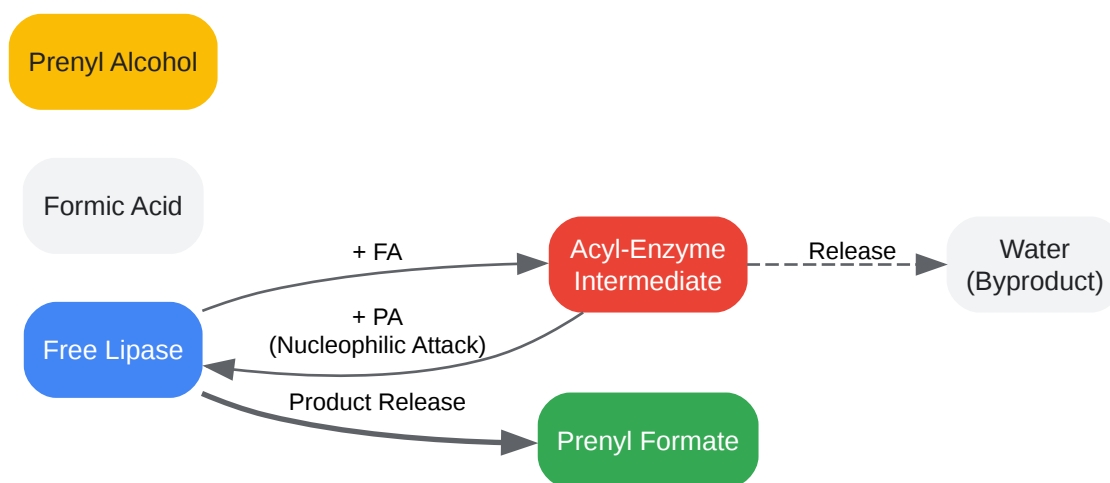 Prenyl Alcohol
Formic Acid
+ FA
Acyl-Enzyme
Intermediate
Release
Water
(Byproduct)
+ PA
(Nucleophilic Attack)
Free Lipase
Product Release
Prenyl Formate